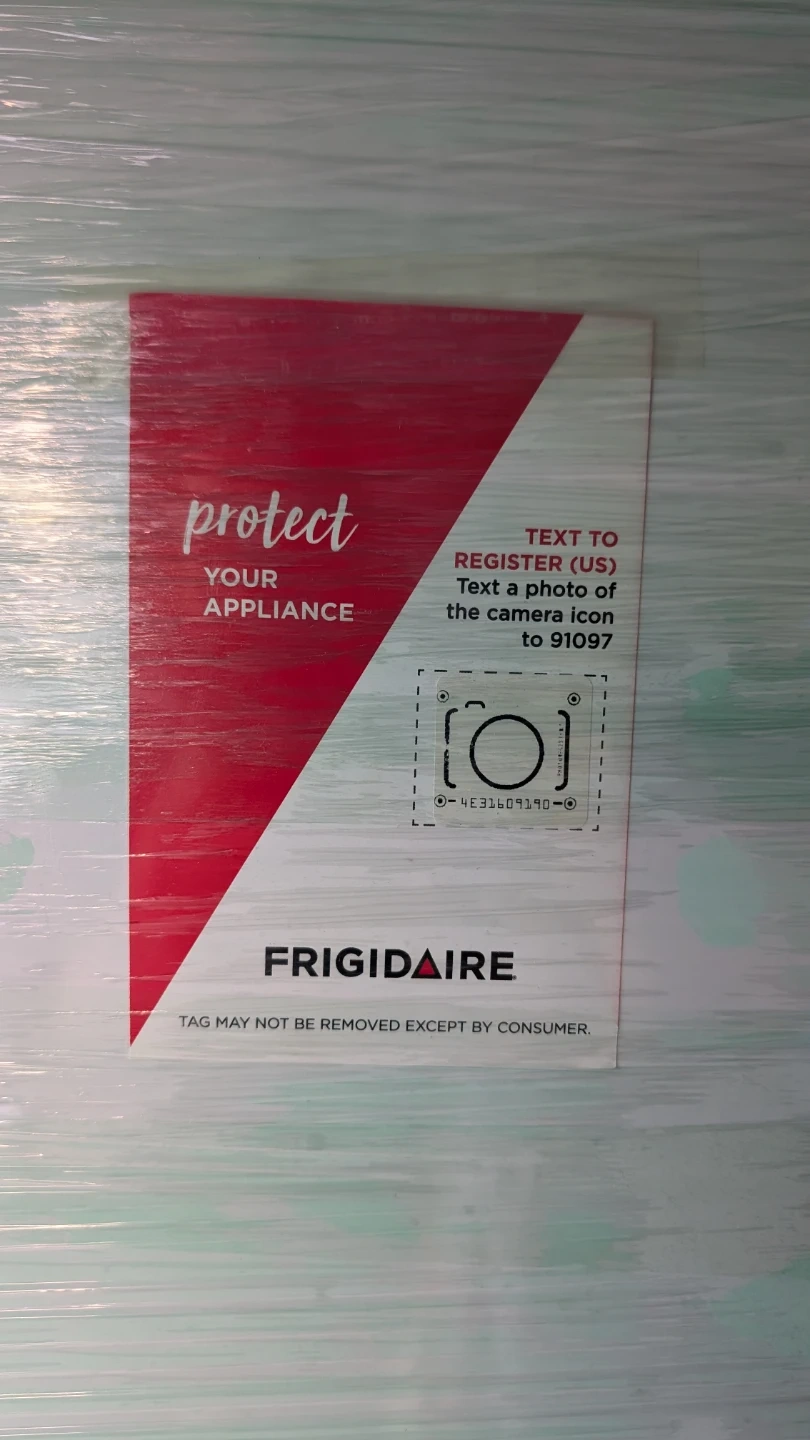 protect
YOUR
APPLIANCE
TEXT TO
REGISTER (US)
Text a photo of
the camera icon
to 91097
4E31609190
FRIGIDAIRE
TAG MAY NOT BE REMOVED EXCEPT BY CONSUMER.